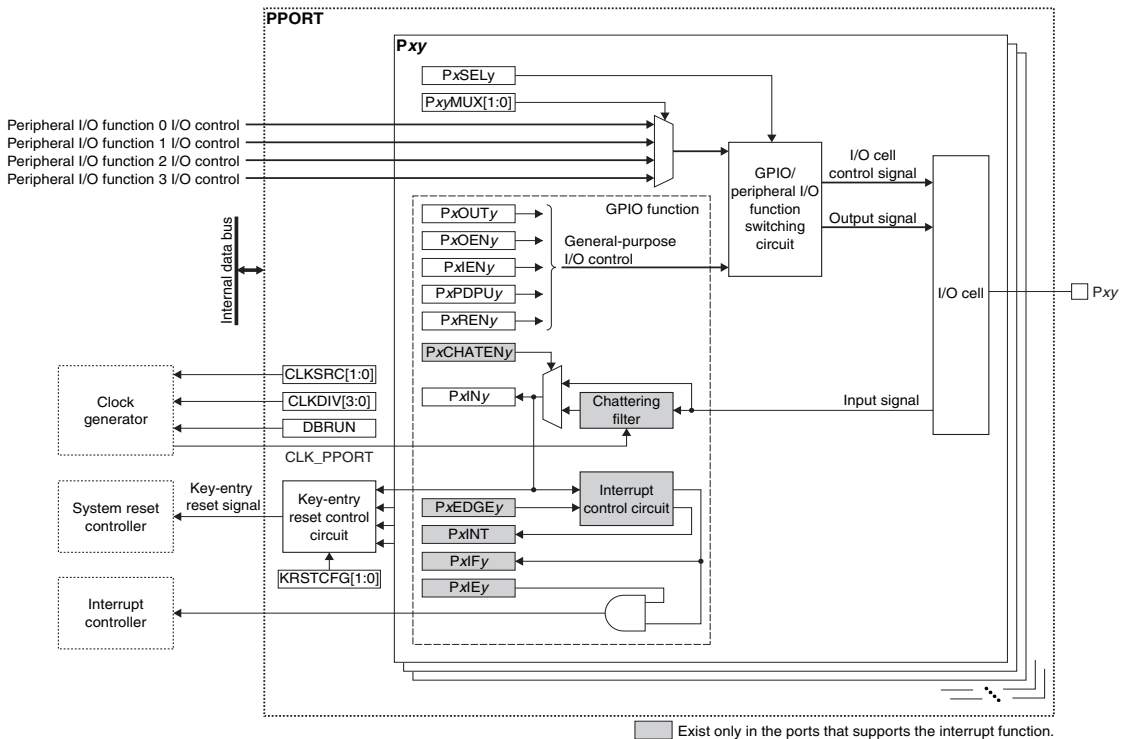 PPORT
Pxy
PxSELy
PxyMUX[1:0]
Peripheral I/O function 0 I/O control
Peripheral I/O function 1 I/O control
Peripheral I/O function 2 I/O control
Peripheral I/O function 3 I/O control
GPIO/
peripheral I/O
function
switching
circuit
I/O cell
control signal
Output signal
I/O cell
Pxy
Internal data bus
GPIO function
PxOUTy
PxOENy
PxIENy
PxPDPUy
PxRENy
General-purpose
I/O control
PxCHATENy
PxINy
Chattering
filter
Input signal
Clock
generator
CLKSRC[1:0]
CLKDIV[3:0]
DBRUN
CLK_PPORT
System reset
controller
Key-entry
reset signal
Key-entry
reset control
circuit
KRSTCFG[1:0]
Interrupt
control circuit
PxEDGEy
PxINT
PxIFy
PxIEy
Interrupt
controller
Exist only in the ports that supports the interrupt function.